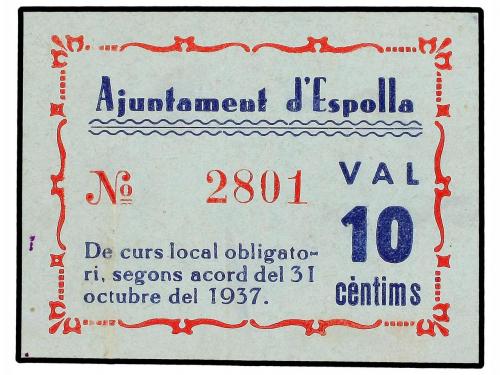 Ajuntament d'Espolla
Nº 2801
VAL
10
cèntims
De curs local obligato-
ri, segons acord del 31
octubre del 1937.